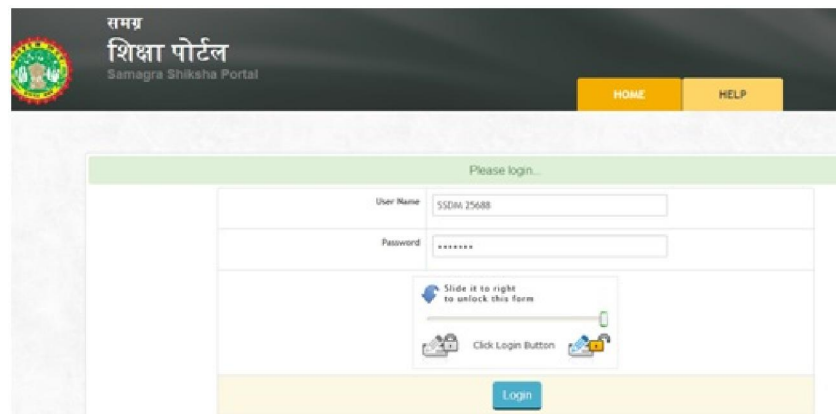 समग्र
शिक्षा पोर्टल
Samagra Shiksha Portal
HOME
HELP
Please login...
User Name
SSDM 25688
Password
Slide it to right
to unlock this form
Click Login Button
Login